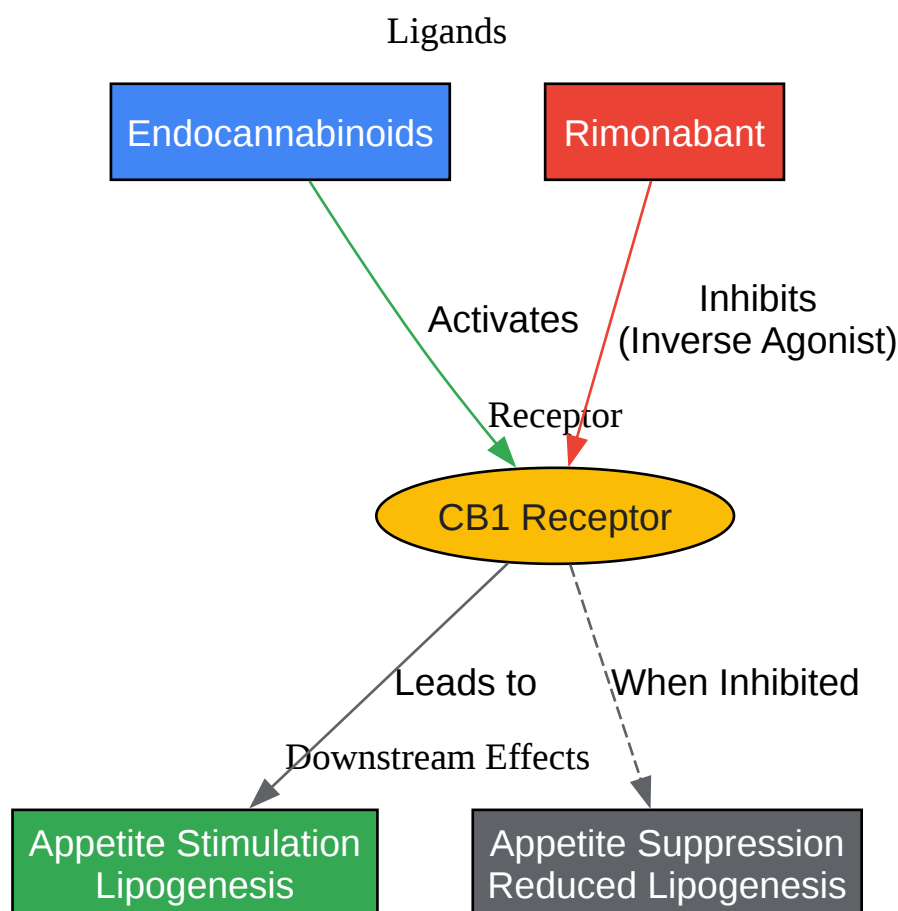 Ligands
Endocannabinoids
Rimonabant
Activates
Inhibits
(Inverse Agonist)
Receptor
CB1 Receptor
Leads to
When Inhibited
Downstream Effects
Appetite Stimulation
Lipogenesis
Appetite Suppression
Reduced Lipogenesis